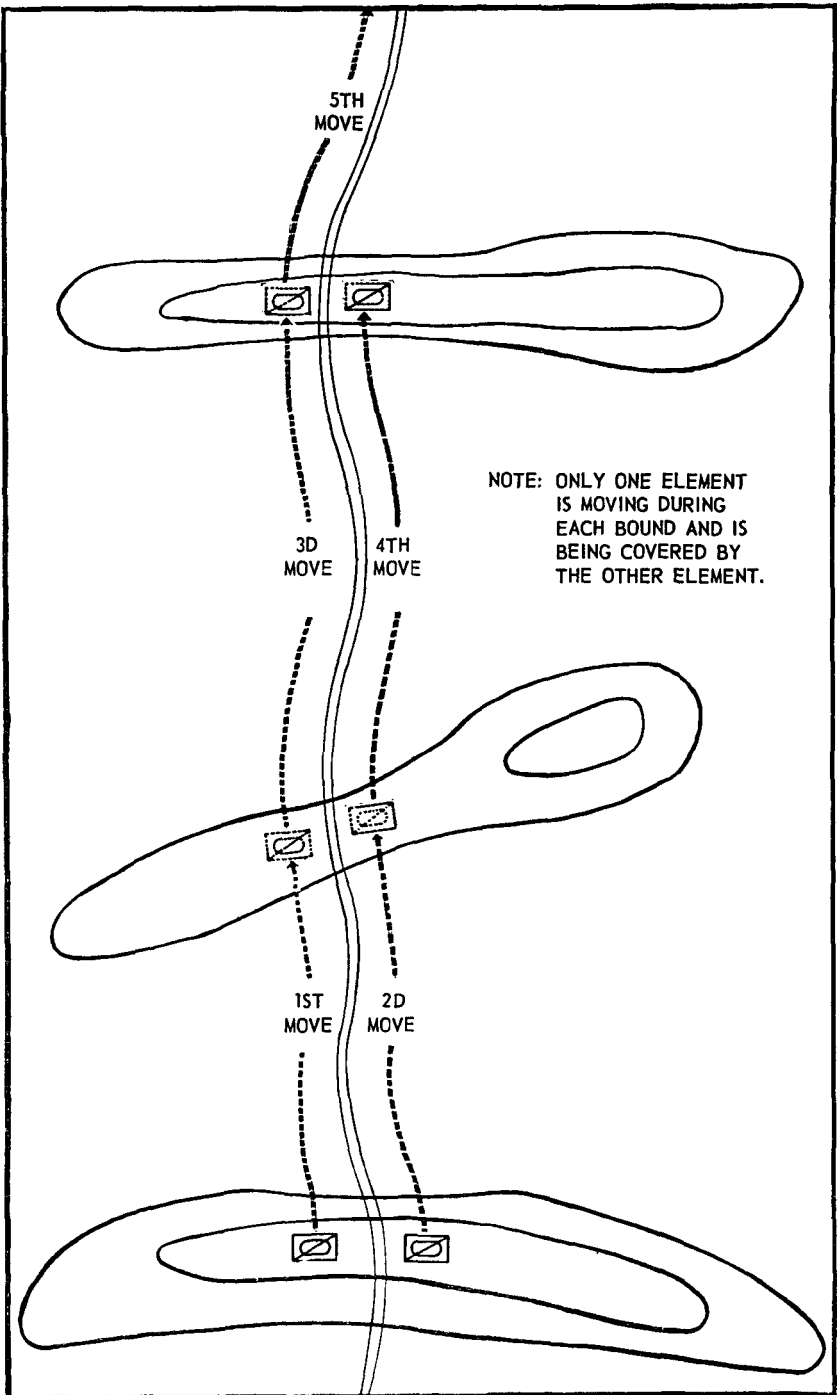 5TH
MOVE
NOTE: ONLY ONE ELEMENT
IS MOVING DURING
EACH BOUND AND IS
BEING COVERED BY
THE OTHER ELEMENT.
3D
MOVE
4TH
MOVE
1ST
MOVE
2D
MOVE